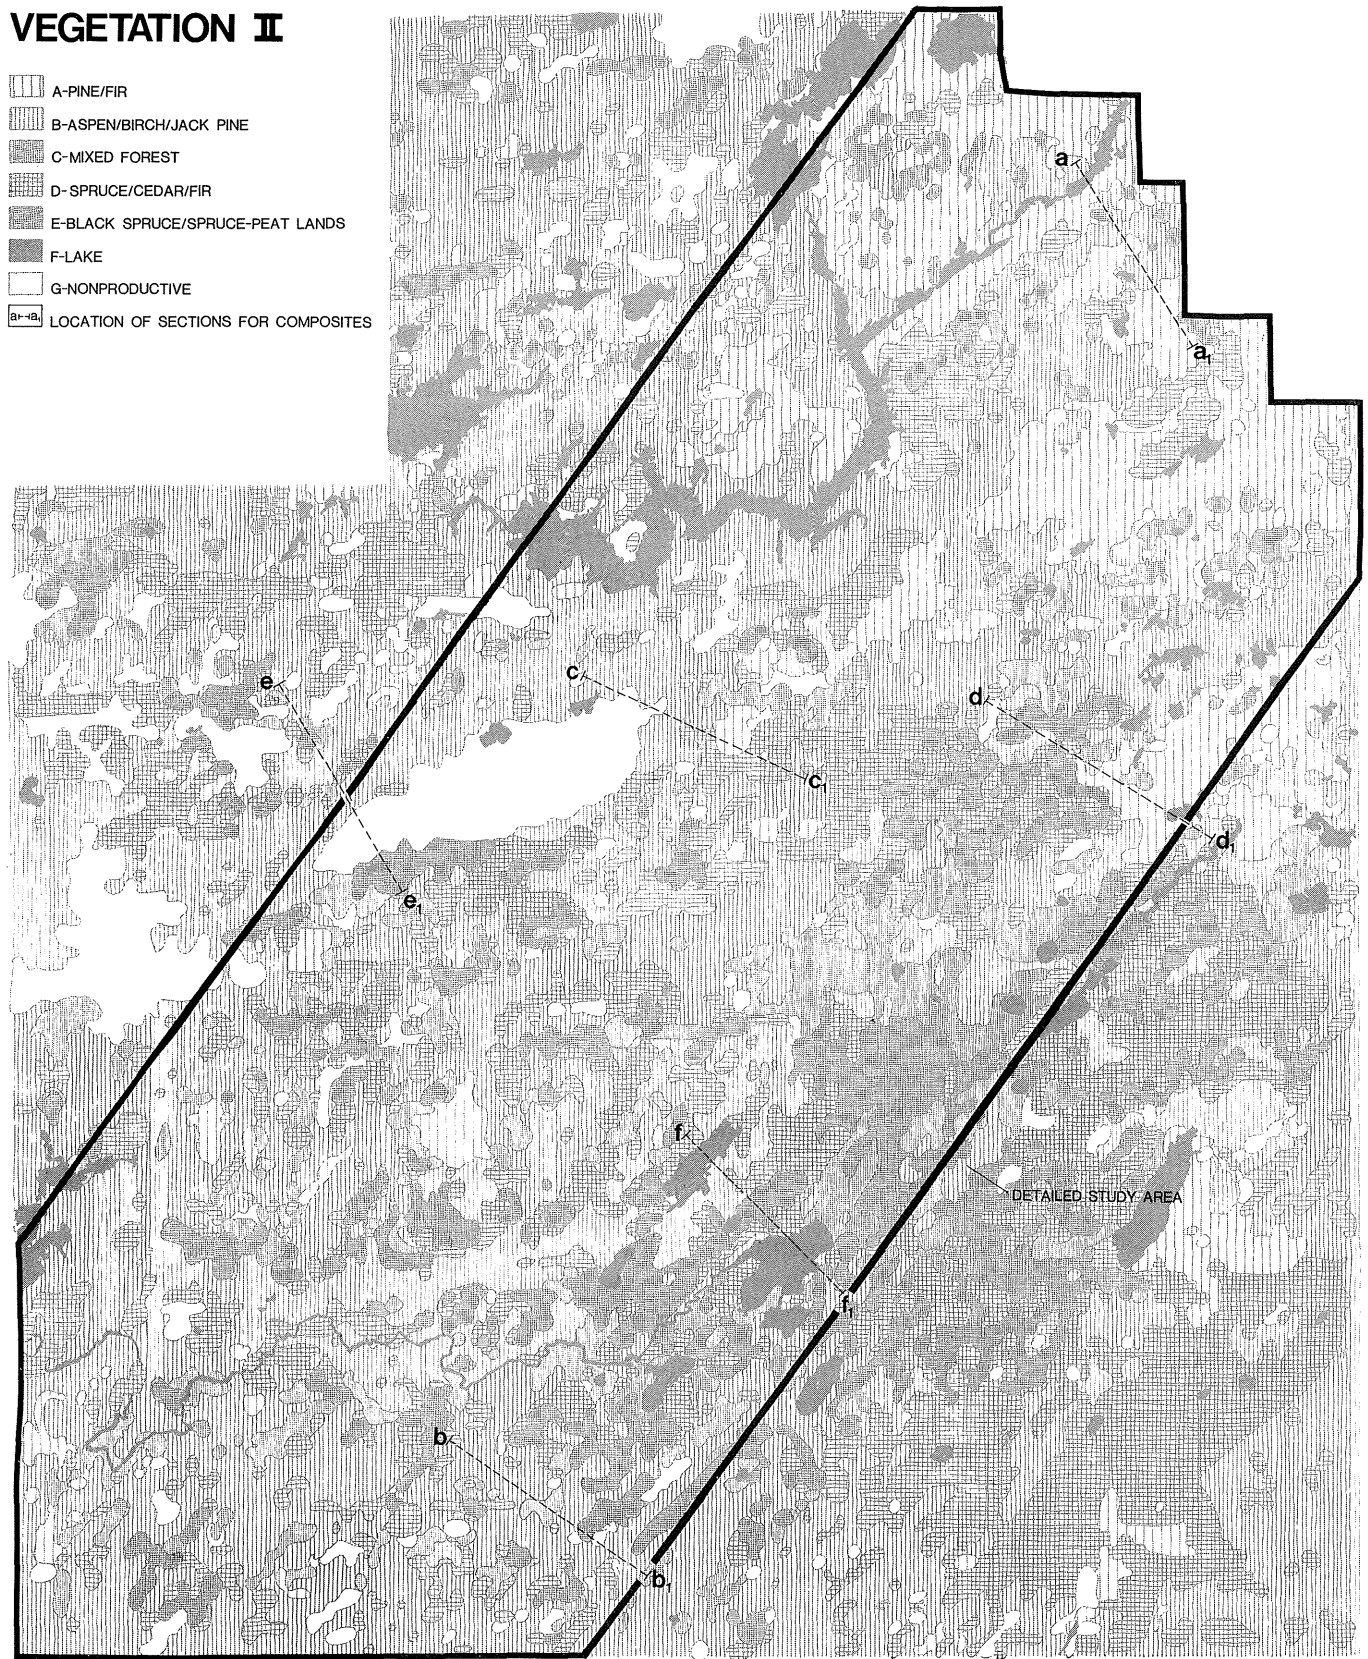 VEGETATION II
A-PINE/FIR
B-ASPEN/BIRCH/JACK PINE
C-MIXED FOREST
D-SPRUCE/CEDAR/FIR
E-BLACK SPRUCE/SPRUCE-PEAT LANDS
F-LAKE
G-NONPRODUCTIVE
a a₁ LOCATION OF SECTIONS FOR COMPOSITES
a
a₁
e
c
d
c₁
d₁
e₁
f
DETAILED STUDY AREA
f₁
b
b₁